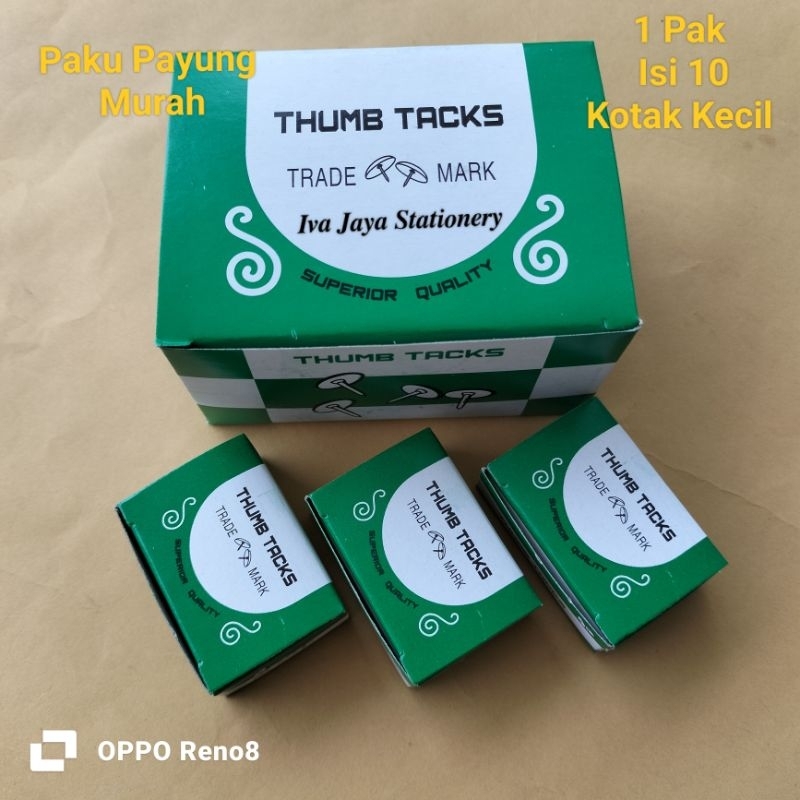 Paku Payung
Murah
1 Pak
Isi 10
Kotak Kecil
THUMB TACKS
TRADE MARK
Iva Jaya Stationery
SUPERIOR QUALITY
THUMB TACKS
THUMB TACKS
TRADE MARK
SUPERIOR QUALITY
THUMB TACKS
TRADE MARK
SUPERIOR QUALITY
THUMB TACKS
TRADE MARK
SUPERIOR QUALITY
OPPO Reno8